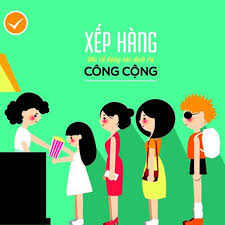 XẾP HÀNG
khi sử dụng các dịch vụ
CÔNG CỘNG